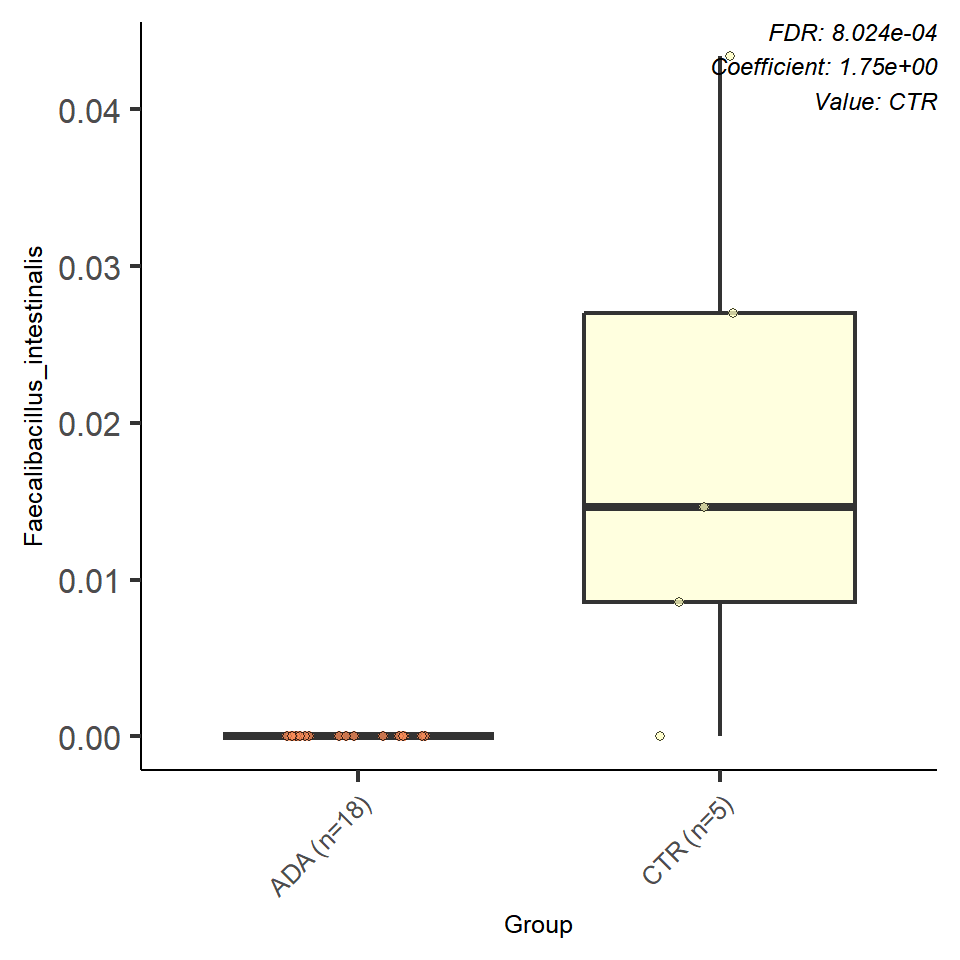 FDR: 8.024e-04
Coefficient: 1.75e+00
Value: CTR
Faecalibacillus_intestinalis
0.04
0.03
0.02
0.01
0.00
ADA (n=18)
CTR (n=5)
Group